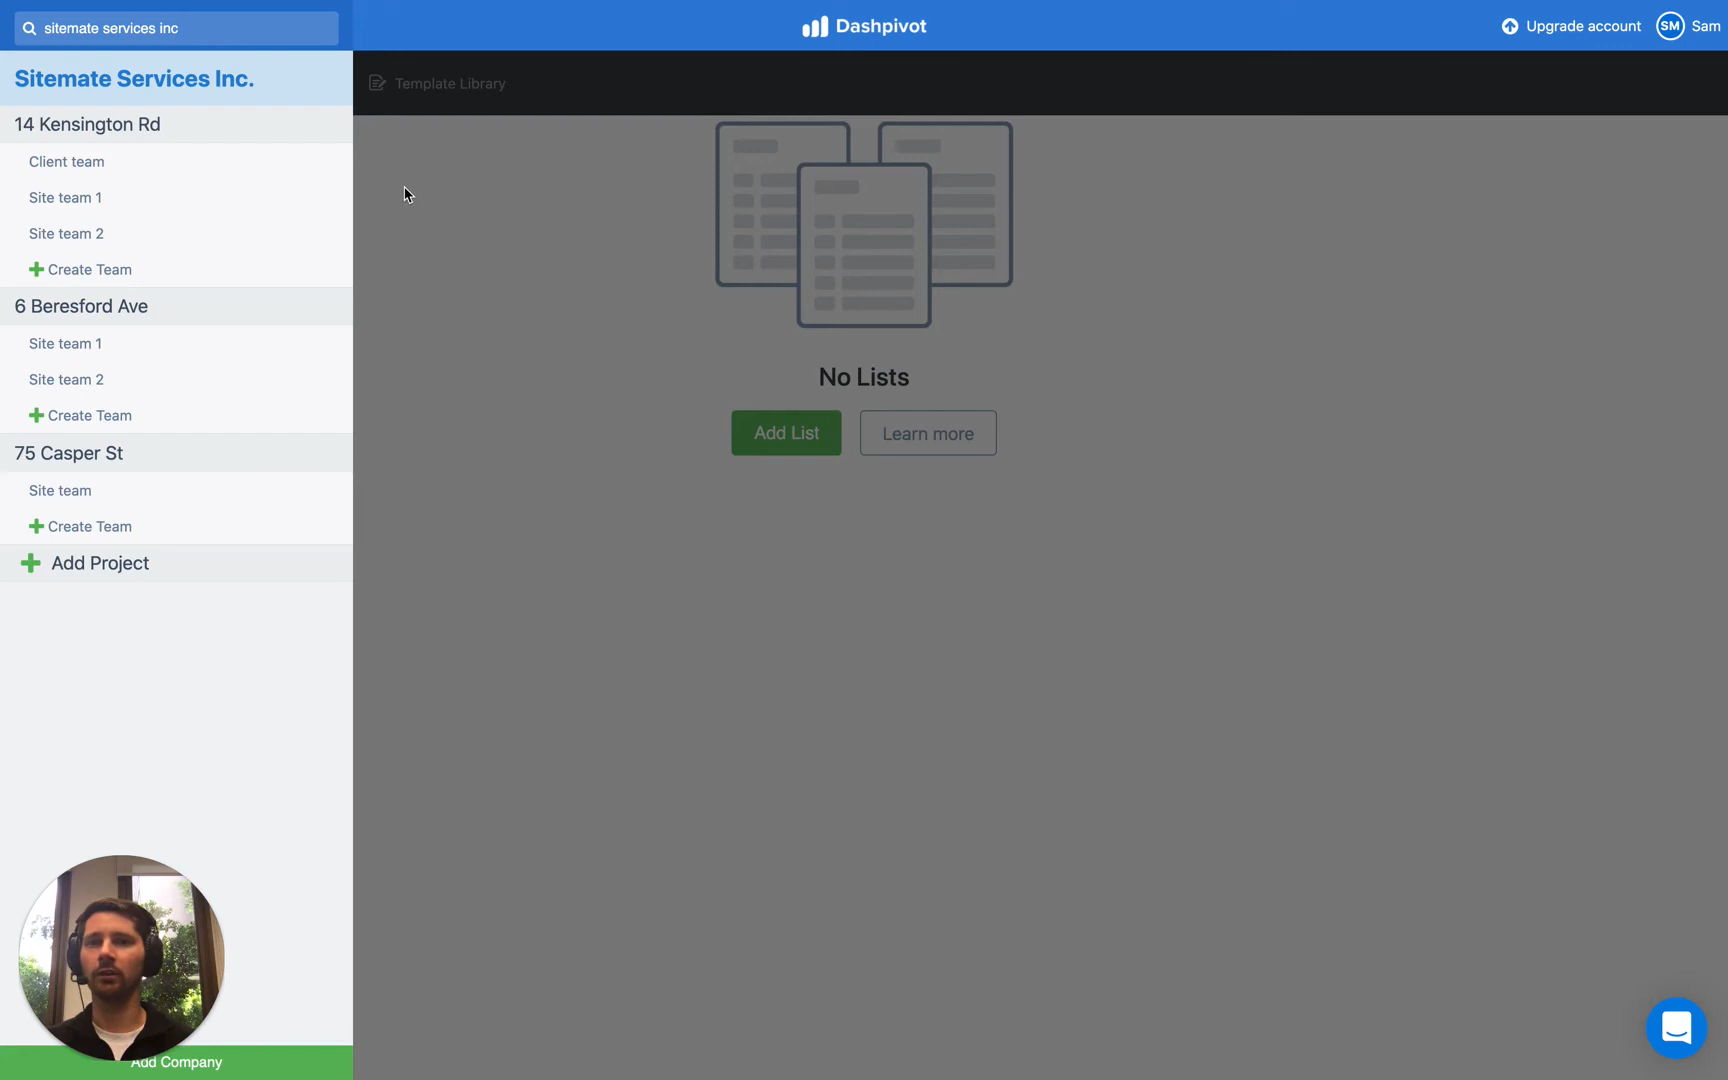 sitemate services inc
Dashpivot
Upgrade account
SM
Sam
Sitemate Services Inc.
Template Library
14 Kensington Rd
Client team
Site team 1
Site team 2
Create Team
6 Beresford Ave
Site team 1
Site team 2
Create Team
75 Casper St
Site team
Create Team
Add Project
No Lists
Add List
Learn more
Add Company